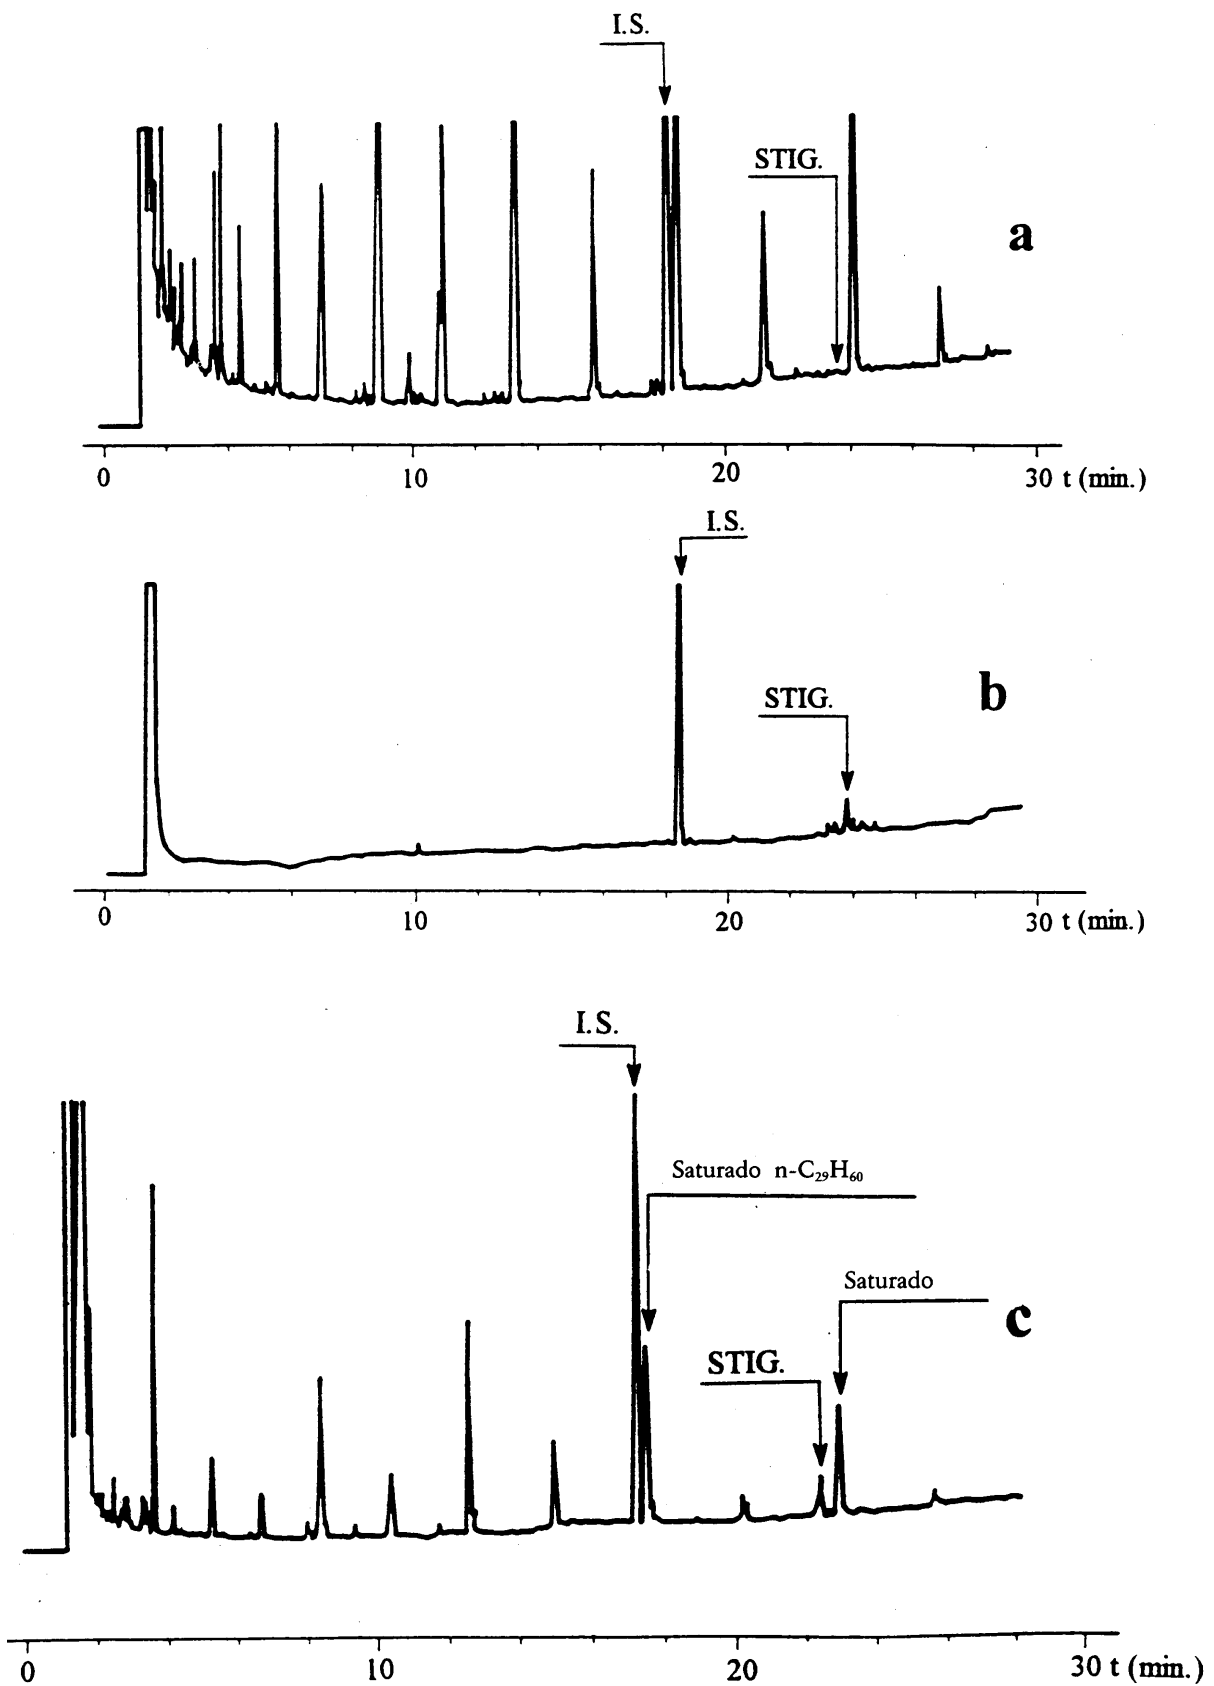 I.S.
STIG.
a
0 10 20 30 t (min.)
I.S.
STIG.
b
0 10 20 30 t (min.)
I.S.
Saturado n-C₂₉H₆₀
Saturado
c
STIG.
0 10 20 30 t (min.)